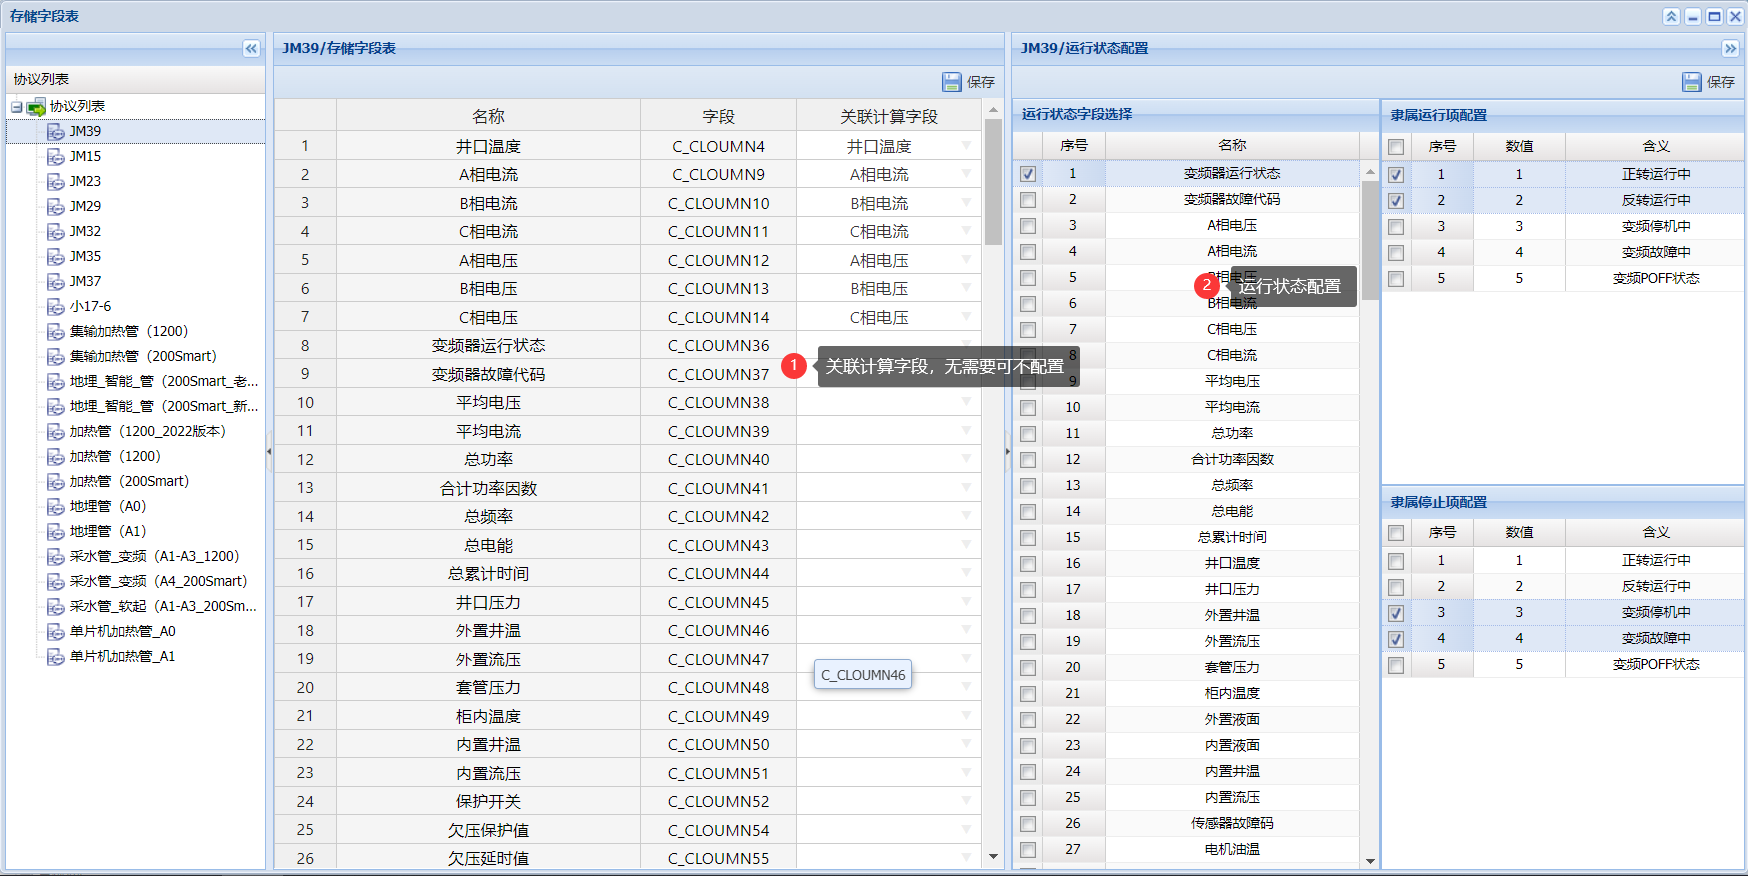 存储字段表
协议列表
协议列表
JM39
JM15
JM23
JM29
JM32
JM35
JM37
小17-6
集输加热管（1200）
集输加热管（200Smart）
地埋_智能_管（200Smart_老...
地埋_智能_管（200Smart_新...
加热管（1200_2022版本）
加热管（1200）
加热管（200Smart）
地埋管（A0）
地埋管（A1）
采水管_变频（A1-A3_1200）
采水管_变频（A4_200Smart）
采水管_软起（A1-A3_200Sm...
单片机加热管_A0
单片机加热管_A1
JM39/存储字段表
保存
名称 字段 关联计算字段
1 井口温度 C_CLOUMN4 井口温度
2 A相电流 C_CLOUMN9 A相电流
3 B相电流 C_CLOUMN10 B相电流
4 C相电流 C_CLOUMN11 C相电流
5 A相电压 C_CLOUMN12 A相电压
6 B相电压 C_CLOUMN13 B相电压
7 C相电压 C_CLOUMN14 C相电压
8 变频器运行状态 C_CLOUMN36
9 变频器故障代码 C_CLOUMN37
10 平均电压 C_CLOUMN38
11 平均电流 C_CLOUMN39
12 总功率 C_CLOUMN40
13 合计功率因数 C_CLOUMN41
14 总频率 C_CLOUMN42
15 总电能 C_CLOUMN43
16 总累计时间 C_CLOUMN44
17 井口压力 C_CLOUMN45
18 外置井温 C_CLOUMN46
19 外置流压 C_CLOUMN47
20 套管压力 C_CLOUMN48
21 柜内温度 C_CLOUMN49
22 内置井温 C_CLOUMN50
23 内置流压 C_CLOUMN51
24 保护开关 C_CLOUMN52
25 欠压保护值 C_CLOUMN54
26 欠压延时值 C_CLOUMN55
1 关联计算字段，无需要可不配置
C_CLOUMN46
JM39/运行状态配置
保存
运行状态字段选择
序号 名称
1 变频器运行状态
2 变频器故障代码
3 A相电压
4 A相电流
5 B相电压
6 B相电流
7 C相电压
8 C相电流
9 平均电压
10 平均电流
11 总功率
12 合计功率因数
13 总频率
14 总电能
15 总累计时间
16 井口温度
17 井口压力
18 外置井温
19 外置流压
20 套管压力
21 柜内温度
22 外置液面
23 内置液面
24 内置井温
25 内置流压
26 传感器故障码
27 电机油温
2 运行状态配置
隶属运行项配置
序号 数值 含义
1 1 正转运行中
2 2 反转运行中
3 3 变频停机中
4 4 变频故障中
5 5 变频POFF状态
隶属停止项配置
序号 数值 含义
1 1 正转运行中
2 2 反转运行中
3 3 变频停机中
4 4 变频故障中
5 5 变频POFF状态